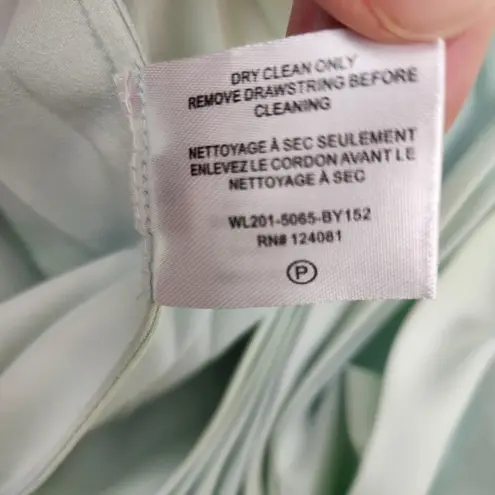 DRY CLEAN ONLY
REMOVE DRAWSTRING BEFORE
CLEANING
NETTOYAGE À SEC SEULEMENT
ENLEVEZ LE CORDON AVANT LE
NETTOYAGE À SEC
WL201-5065-BY152
RN# 124081
P